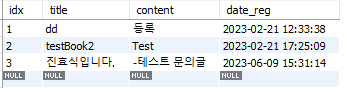 idx title content date_reg
1 dd 등록 2023-02-21 12:33:38
2 testBook2 Test 2023-02-21 17:25:09
3 진효식입니다. -테스트 문의글 2023-06-09 15:31:14
NULL NULL NULL NULL